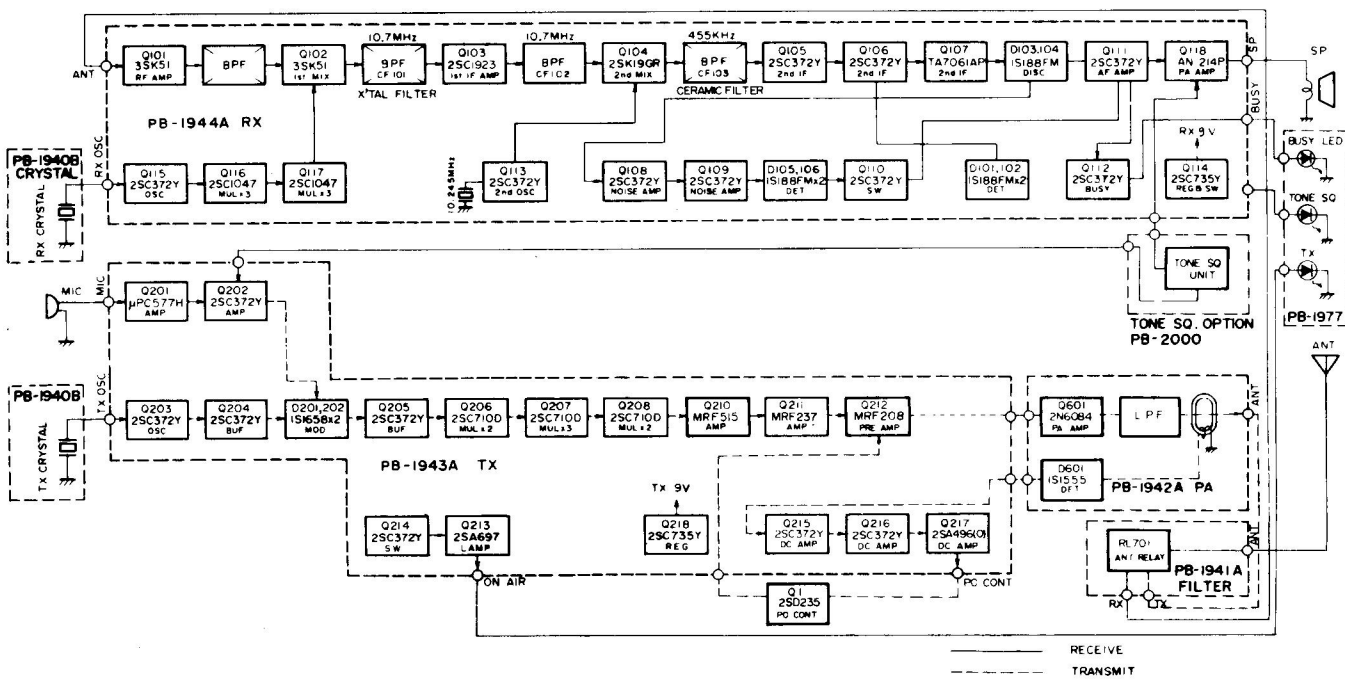 10.7MHz
10.7MHz
455KHz
Q101
3SK51
RF AMP
BPF
Q102
3SK51
1st MIX
BPF
CF101
Q103
2SC1923
1st IF AMP
BPF
CF102
Q104
2SK19GR
2nd MIX
BPF
CF103
Q105
2SC372Y
2nd IF
Q106
2SC372Y
2nd IF
Q107
TA7061AP
2nd IF
D103,104
1S188FM
DISC
Q111
2SC372Y
AF AMP
Q118
AN 214P
PA AMP
SP
SP
ANT
X'TAL FILTER
CERAMIC FILTER
PB-1944A RX
BUSY
RX 9V
BUSY LED
PB-1940B
CRYSTAL
RX OSC
RX CRYSTAL
Q115
2SC372Y
OSC
Q116
2SC1047
MUL x 3
Q117
2SC1047
MUL x 3
10.245MHz
Q113
2SC372Y
2nd OSC
Q108
2SC372Y
NOISE AMP
Q109
2SC372Y
NOISE AMP
D105,106
1S188FMx2
DET
Q110
2SC372Y
SW
D101,102
1S188FMx2
DET
Q112
2SC372Y
BUSY
Q114
2SC735Y
REG & SW
TONE SQ
TX
PB-1977
TONE SQ
UNIT
TONE SQ. OPTION
PB-2000
MIC
MIC
Q201
μPC577H
AMP
Q202
2SC372Y
AMP
ANT
PB-1940B
TX OSC
TX CRYSTAL
Q203
2SC372Y
OSC
Q204
2SC372Y
BUF
D201,202
1S1658x2
MOD
Q205
2SC372Y
BUF
Q206
2SC710D
MUL x 2
Q207
2SC710D
MUL x 3
Q208
2SC710D
MUL x 2
Q210
MRF515
AMP
Q211
MRF237
AMP
Q212
MRF208
PRE AMP
Q601
2N6084
PA AMP
LPF
ANT
PB-1943A TX
D601
1S1555
DET
PB-1942A PA
TX 9V
Q214
2SC372Y
SW
Q213
2SA697
LAMP
Q218
2SC735Y
REG
Q215
2SC372Y
DC AMP
Q216
2SC372Y
DC AMP
Q217
2SA496(O)
DC AMP
ON AIR
PO CONT
Q1
2SD235
PO CONT
RL701
ANT RELAY
ANT
PB-1941A
FILTER
RX
TX
RECEIVE
TRANSMIT